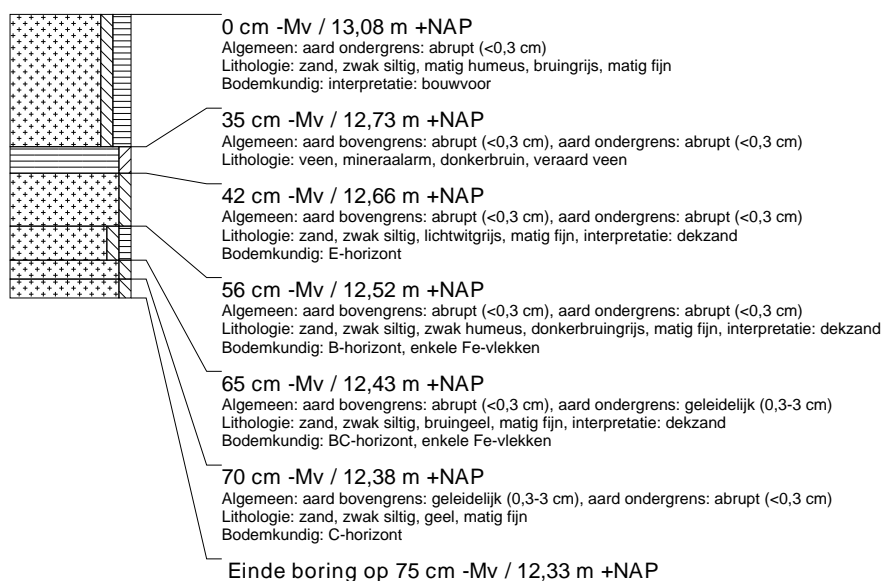 0 cm -Mv / 13,08 m +NAP
Algemeen: aard ondergrens: abrupt (<0,3 cm)
Lithologie: zand, zwak siltig, matig humeus, bruingrijs, matig fijn
Bodemkundig: interpretatie: bouwvoor
35 cm -Mv / 12,73 m +NAP
Algemeen: aard bovengrens: abrupt (<0,3 cm), aard ondergrens: abrupt (<0,3 cm)
Lithologie: veen, mineraalarm, donkerbruin, veraard veen
42 cm -Mv / 12,66 m +NAP
Algemeen: aard bovengrens: abrupt (<0,3 cm), aard ondergrens: abrupt (<0,3 cm)
Lithologie: zand, zwak siltig, lichtwitgrijs, matig fijn, interpretatie: dekzand
Bodemkundig: E-horizont
56 cm -Mv / 12,52 m +NAP
Algemeen: aard bovengrens: abrupt (<0,3 cm), aard ondergrens: abrupt (<0,3 cm)
Lithologie: zand, zwak siltig, zwak humeus, donkerbruingrijs, matig fijn, interpretatie: dekzand
Bodemkundig: B-horizont, enkele Fe-vlekken
65 cm -Mv / 12,43 m +NAP
Algemeen: aard bovengrens: abrupt (<0,3 cm), aard ondergrens: geleidelijk (0,3-3 cm)
Lithologie: zand, zwak siltig, bruingeel, matig fijn, interpretatie: dekzand
Bodemkundig: BC-horizont, enkele Fe-vlekken
70 cm -Mv / 12,38 m +NAP
Algemeen: aard bovengrens: geleidelijk (0,3-3 cm), aard ondergrens: abrupt (<0,3 cm)
Lithologie: zand, zwak siltig, geel, matig fijn
Bodemkundig: C-horizont
Einde boring op 75 cm -Mv / 12,33 m +NAP